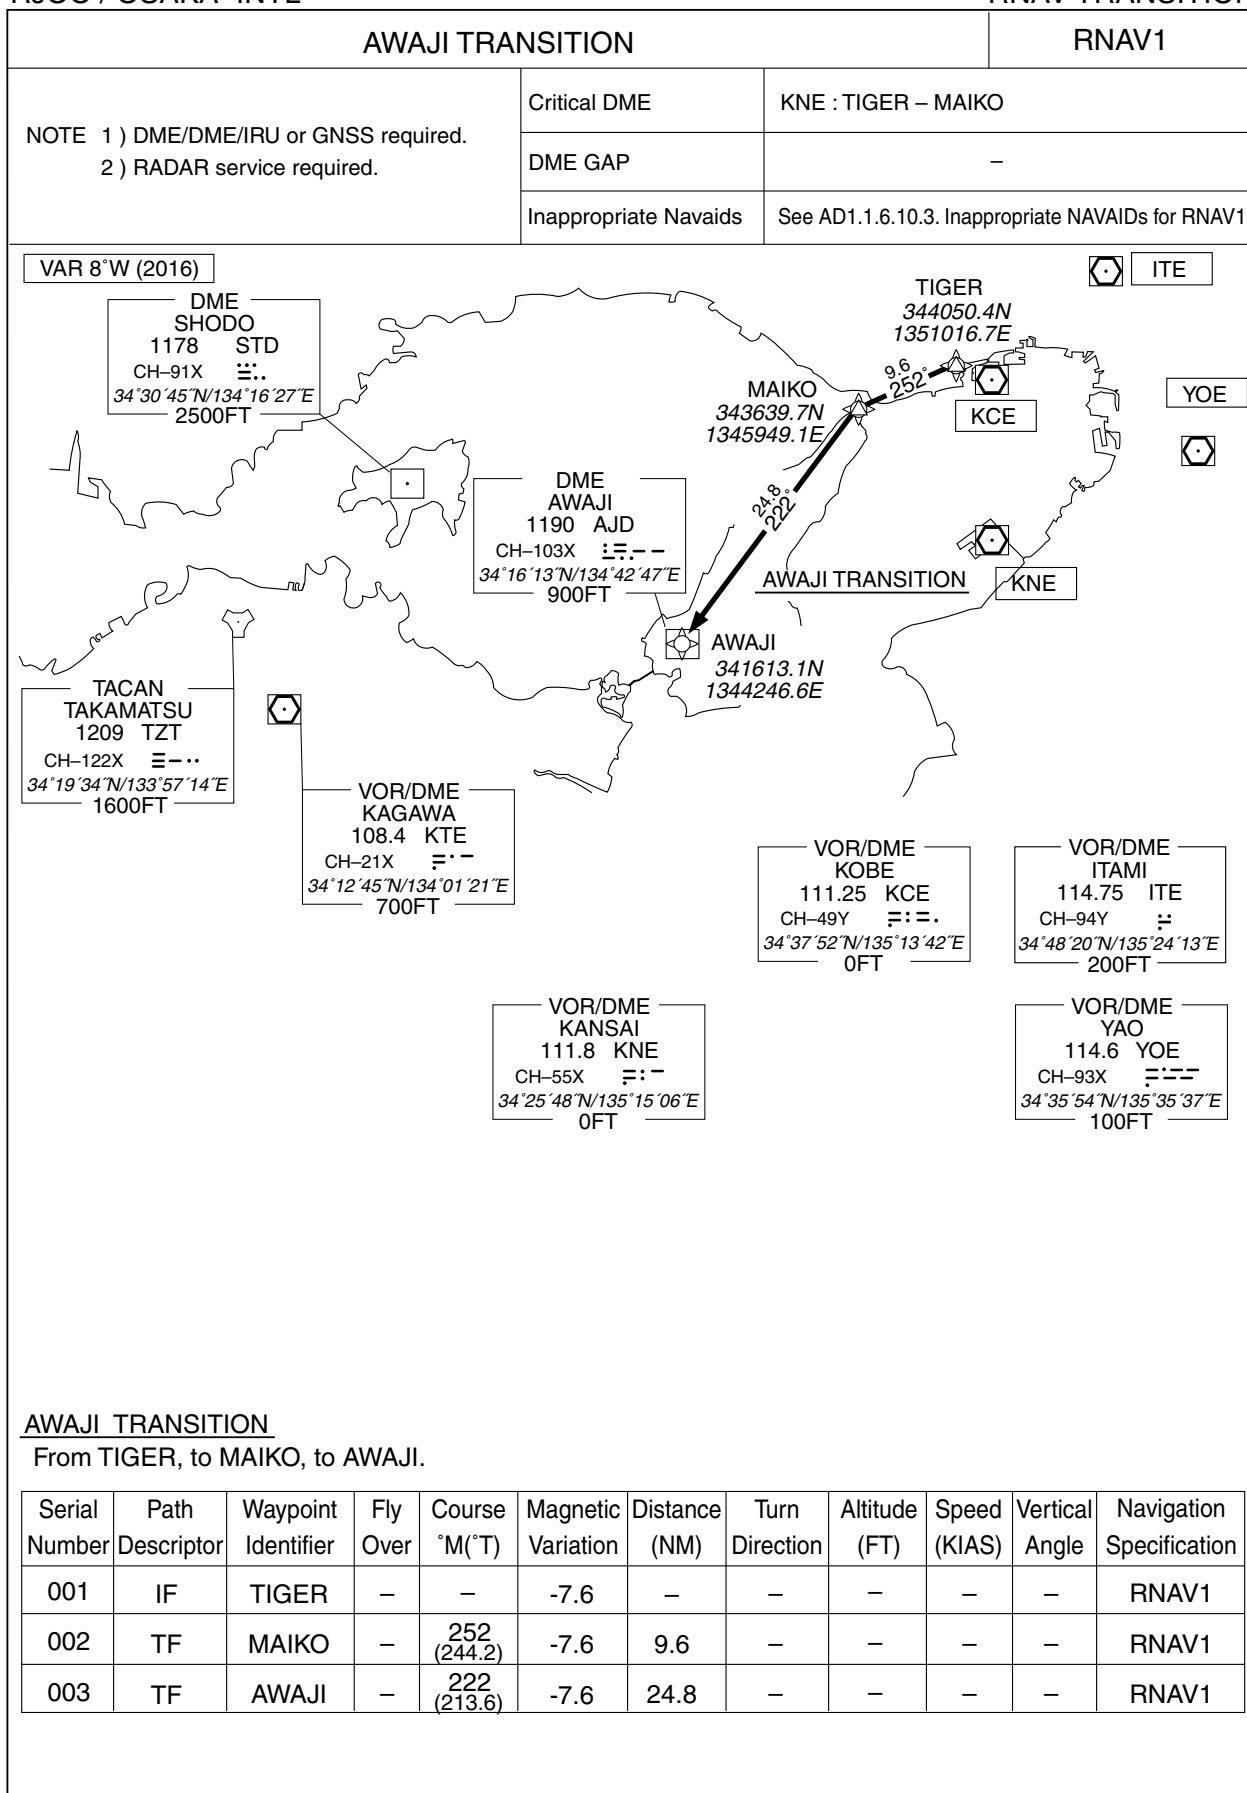 AWAJI TRANSITION
RNAV1
NOTE 1 ) DME/DME/IRU or GNSS required.
2 ) RADAR service required.
Critical DME
KNE : TIGER – MAIKO
DME GAP
–
Inappropriate Navaids
See AD1.1.6.10.3. Inappropriate NAVAIDs for RNAV1
VAR 8˚W (2016)
DME
SHODO
1178 STD
CH–91X
34˚30´45˝N/134˚16´27˝E
2500FT
TIGER
344050.4N
1351016.7E
ITE
9.6
252˚
MAIKO
343639.7N
1345949.1E
KCE
YOE
DME
AWAJI
1190 AJD
CH–103X
34˚16´13˝N/134˚42´47˝E
900FT
24.8
222˚
AWAJI TRANSITION
KNE
AWAJI
341613.1N
1344246.6E
TACAN
TAKAMATSU
1209 TZT
CH–122X
34˚19´34˝N/133˚57´14˝E
1600FT
VOR/DME
KAGAWA
108.4 KTE
CH–21X
34˚12´45˝N/134˚01´21˝E
700FT
VOR/DME
KOBE
111.25 KCE
CH–49Y
34˚37´52˝N/135˚13´42˝E
0FT
VOR/DME
ITAMI
114.75 ITE
CH–94Y
34˚48´20˝N/135˚24´13˝E
200FT
VOR/DME
KANSAI
111.8 KNE
CH–55X
34˚25´48˝N/135˚15´06˝E
0FT
VOR/DME
YAO
114.6 YOE
CH–93X
34˚35´54˝N/135˚35´37˝E
100FT
AWAJI TRANSITION
From TIGER, to MAIKO, to AWAJI.
Serial Number Path Descriptor Waypoint Identifier Fly Over Course ˚M(˚T) Magnetic Variation Distance (NM) Turn Direction Altitude (FT) Speed (KIAS) Vertical Angle Navigation Specification
001 IF TIGER – – -7.6 – – – – – RNAV1
002 TF MAIKO – 252 (244.2) -7.6 9.6 – – – – RNAV1
003 TF AWAJI – 222 (213.6) -7.6 24.8 – – – – RNAV1